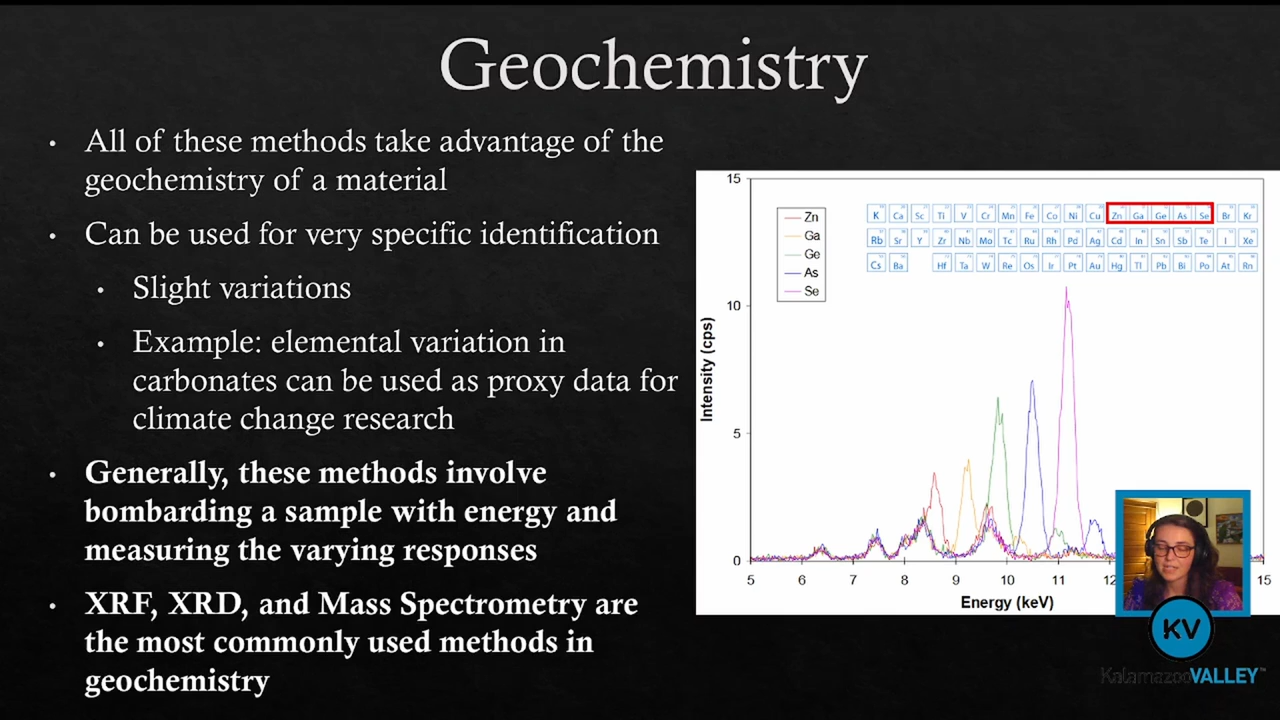 Geochemistry
• All of these methods take advantage of the
geochemistry of a material
• Can be used for very specific identification
• Slight variations
• Example: elemental variation in
carbonates can be used as proxy data for
climate change research
• Generally, these methods involve
bombarding a sample with energy and
measuring the varying responses
• XRF, XRD, and Mass Spectrometry are
the most commonly used methods in
geochemistry
15
10
5
0
Intensity (cps)
Zn
Ga
Ge
As
Se
K Ca Sc Ti V Cr Mn Fe Co Ni Cu Zn Ga Ge As Se Br Kr
Rb Sr Y Zr Nb Mo Tc Ru Rh Pd Ag Cd In Sn Sb Te I Xe
Cs Ba Hf Ta W Re Os Ir Pt Au Hg Tl Pb Bi Po At Rn
5 6 7 8 9 10 11 12 15
Energy (keV)
KV
KalamazooVALLEY™